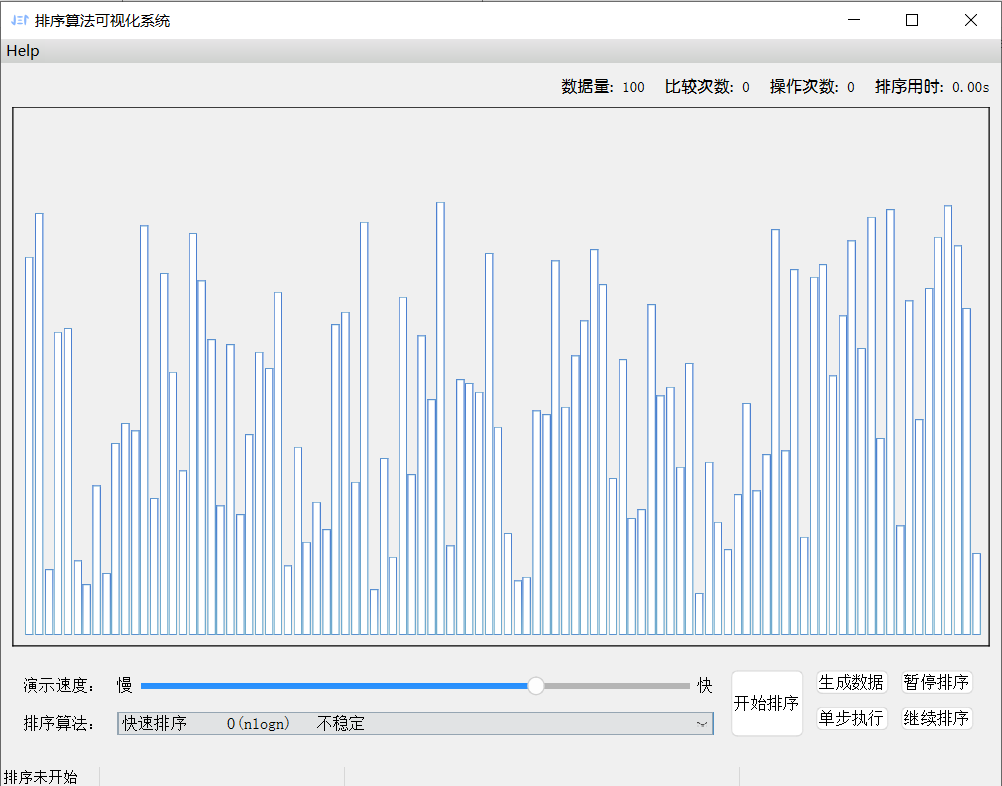 排序算法可视化系统
Help
数据量: 100 比较次数: 0 操作次数: 0 排序用时: 0.00s
演示速度: 慢 快
排序算法: 快速排序 O(nlogn) 不稳定
开始排序
生成数据 暂停排序
单步执行 继续排序
排序未开始